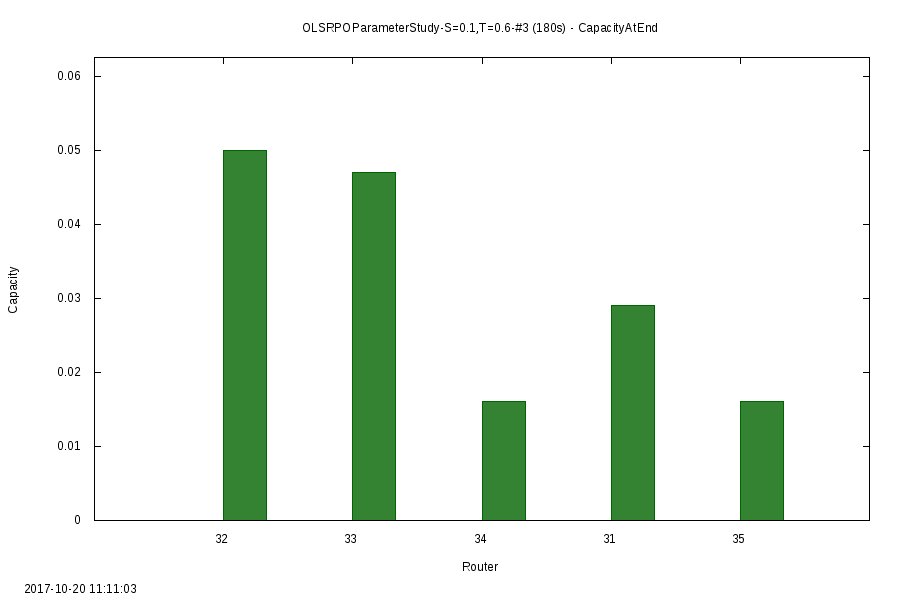 OLSRPOParameterStudy-S=0.1,T=0.6-#3 (180s) - CapacityAtEnd
0.06
0.05
0.04
0.03
0.02
0.01
0
Capacity
32 33 34 31 35
Router
2017-10-20 11:11:03